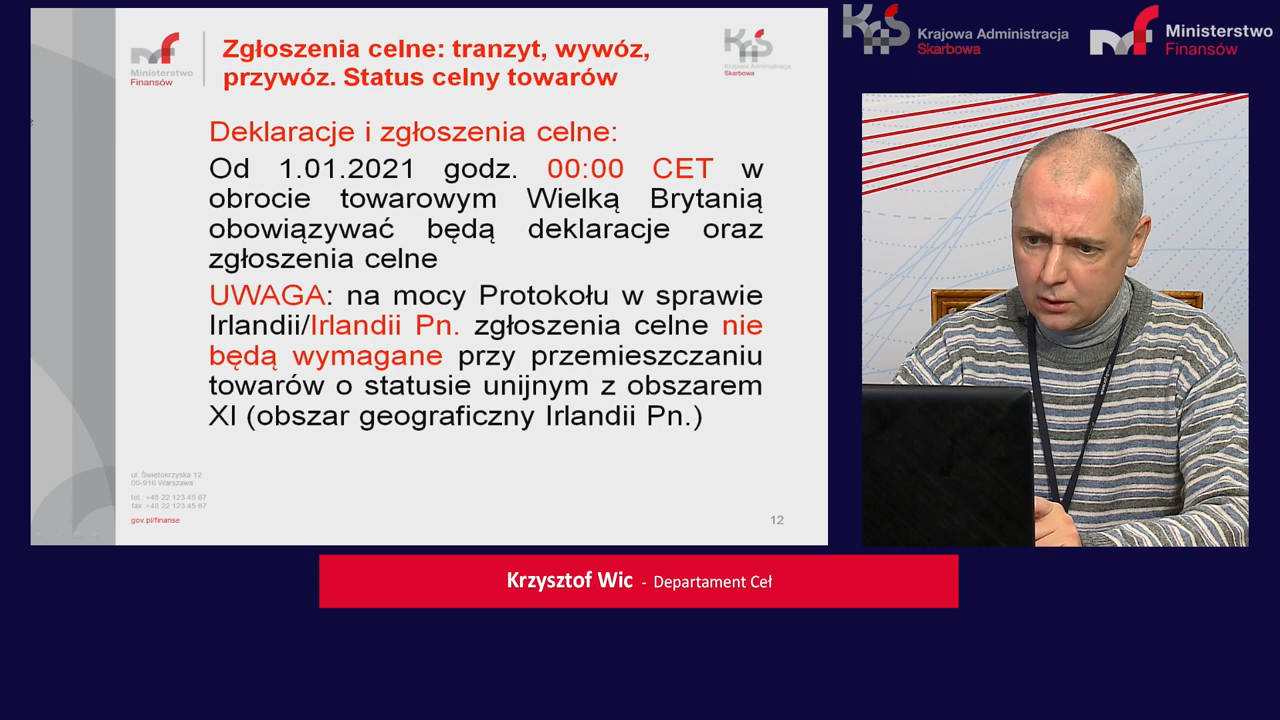 Ministerstwo
Finansów
Zgłoszenia celne: tranzyt, wywóz,
przywóz. Status celny towarów
Krajowa Administracja
Skarbowa
Deklaracje i zgłoszenia celne:
Od 1.01.2021 godz. 00:00 CET w
obrocie towarowym Wielką Brytanią
obowiązywać będą deklaracje oraz
zgłoszenia celne
UWAGA: na mocy Protokołu w sprawie
Irlandii/Irlandii Pn. zgłoszenia celne nie
będą wymagane przy przemieszczaniu
towarów o statusie unijnym z obszarem
XI (obszar geograficzny Irlandii Pn.)
ul. Świętokrzyska 12
00-916 Warszawa
tel.: +48 22 123 45 67
fax :+48 22 123 45 67
gov.pl/finanse
12
Krajowa Administracja
Skarbowa
Ministerstwo
Finansów
Krzysztof Wic - Departament Ceł